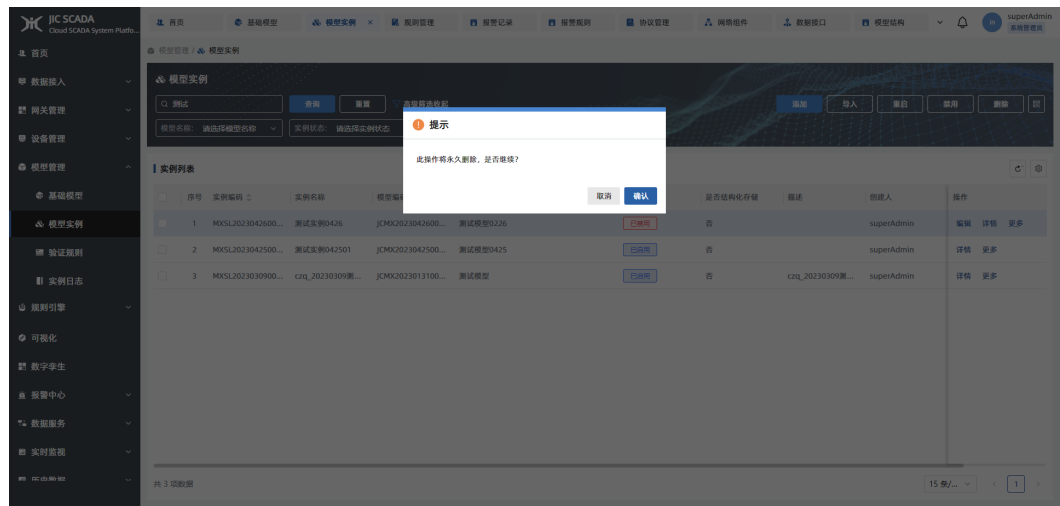 JIC SCADA
Cloud SCADA System Platfo...
首页 基础模型 模型实例 × 规则管理 报警记录 报警规则 协议管理 网络组件 数据接口 模型结构
superAdmin
系统管理员
首页
数据接入
网关管理
设备管理
模型管理
基础模型
模型实例
验证规则
实例日志
规则引擎
可视化
数字孪生
报警中心
数据服务
实时监视
历史数据
模型管理 / 模型实例
模型实例
测试 查询 重置 高级筛选收起 添加 导入 重启 禁用 删除
模型名称: 请选择模型名称 实例状态: 请选择实例状态
提示
此操作将永久删除，是否继续?
取消 确认
实例列表
序号 实例编码 实例名称 模型编码 是否结构化存储 描述 创建人 操作
1 MXSL2023042600... 测试实例0426 JCMX2023042600... 测试模型0226 已禁用 否 superAdmin 编辑 详情 更多
2 MXSL2023042500... 测试实例042501 JCMX2023042500... 测试模型0425 已启用 否 superAdmin 详情 更多
3 MXSL2023030900... czq_20230309测... JCMX2023013100... 测试模型 已启用 否 czq_20230309测... superAdmin 详情 更多
共 3 项数据
15 条/... 1